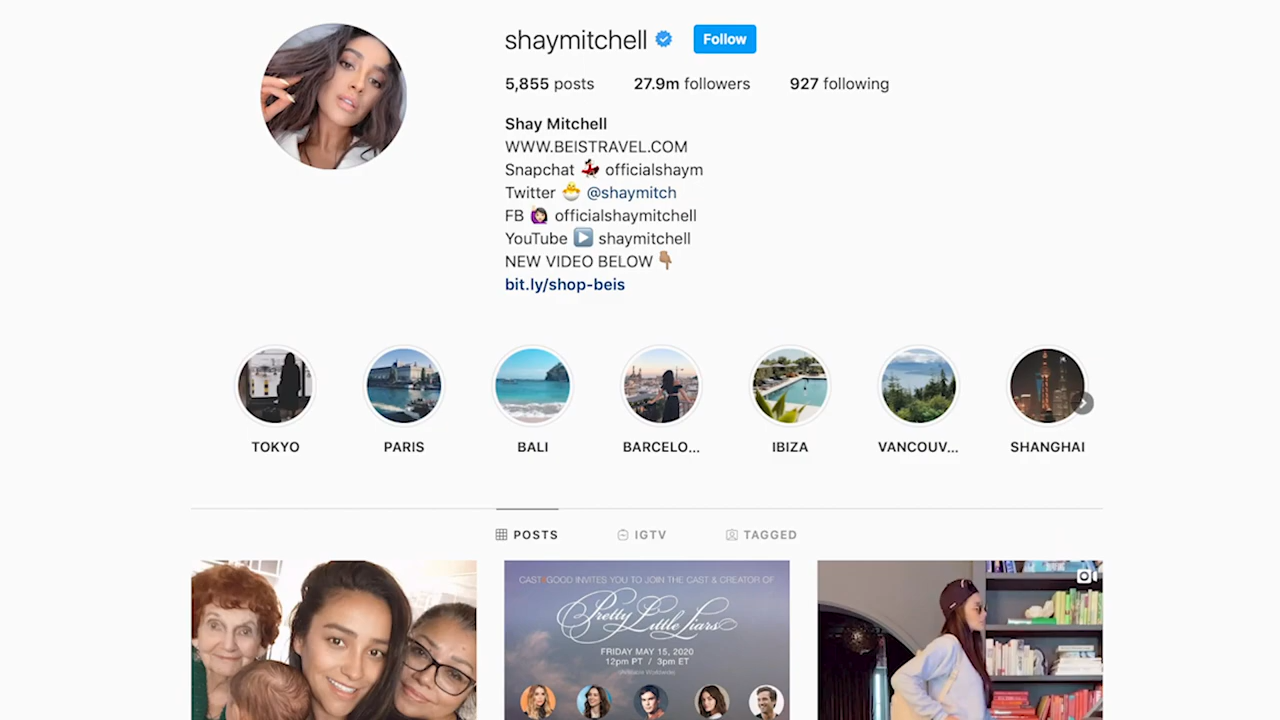 shaymitchell
Follow
5,855 posts
27.9m followers
927 following
Shay Mitchell
WWW.BEISTRAVEL.COM
Snapchat 💃🏻 officialshaym
Twitter 🐣 @shaymitch
FB 🙋🏻‍♀️ officialshaymitchell
YouTube ▶️ shaymitchell
NEW VIDEO BELOW 👇🏽
bit.ly/shop-beis
TOKYO
PARIS
BALI
BARCELO...
IBIZA
VANCOUV...
SHANGHAI
POSTS
IGTV
TAGGED
CAST4GOOD INVITES YOU TO JOIN THE CAST & CREATOR OF
Pretty Little Liars
FRIDAY MAY 15, 2020
12pm PT / 3pm ET